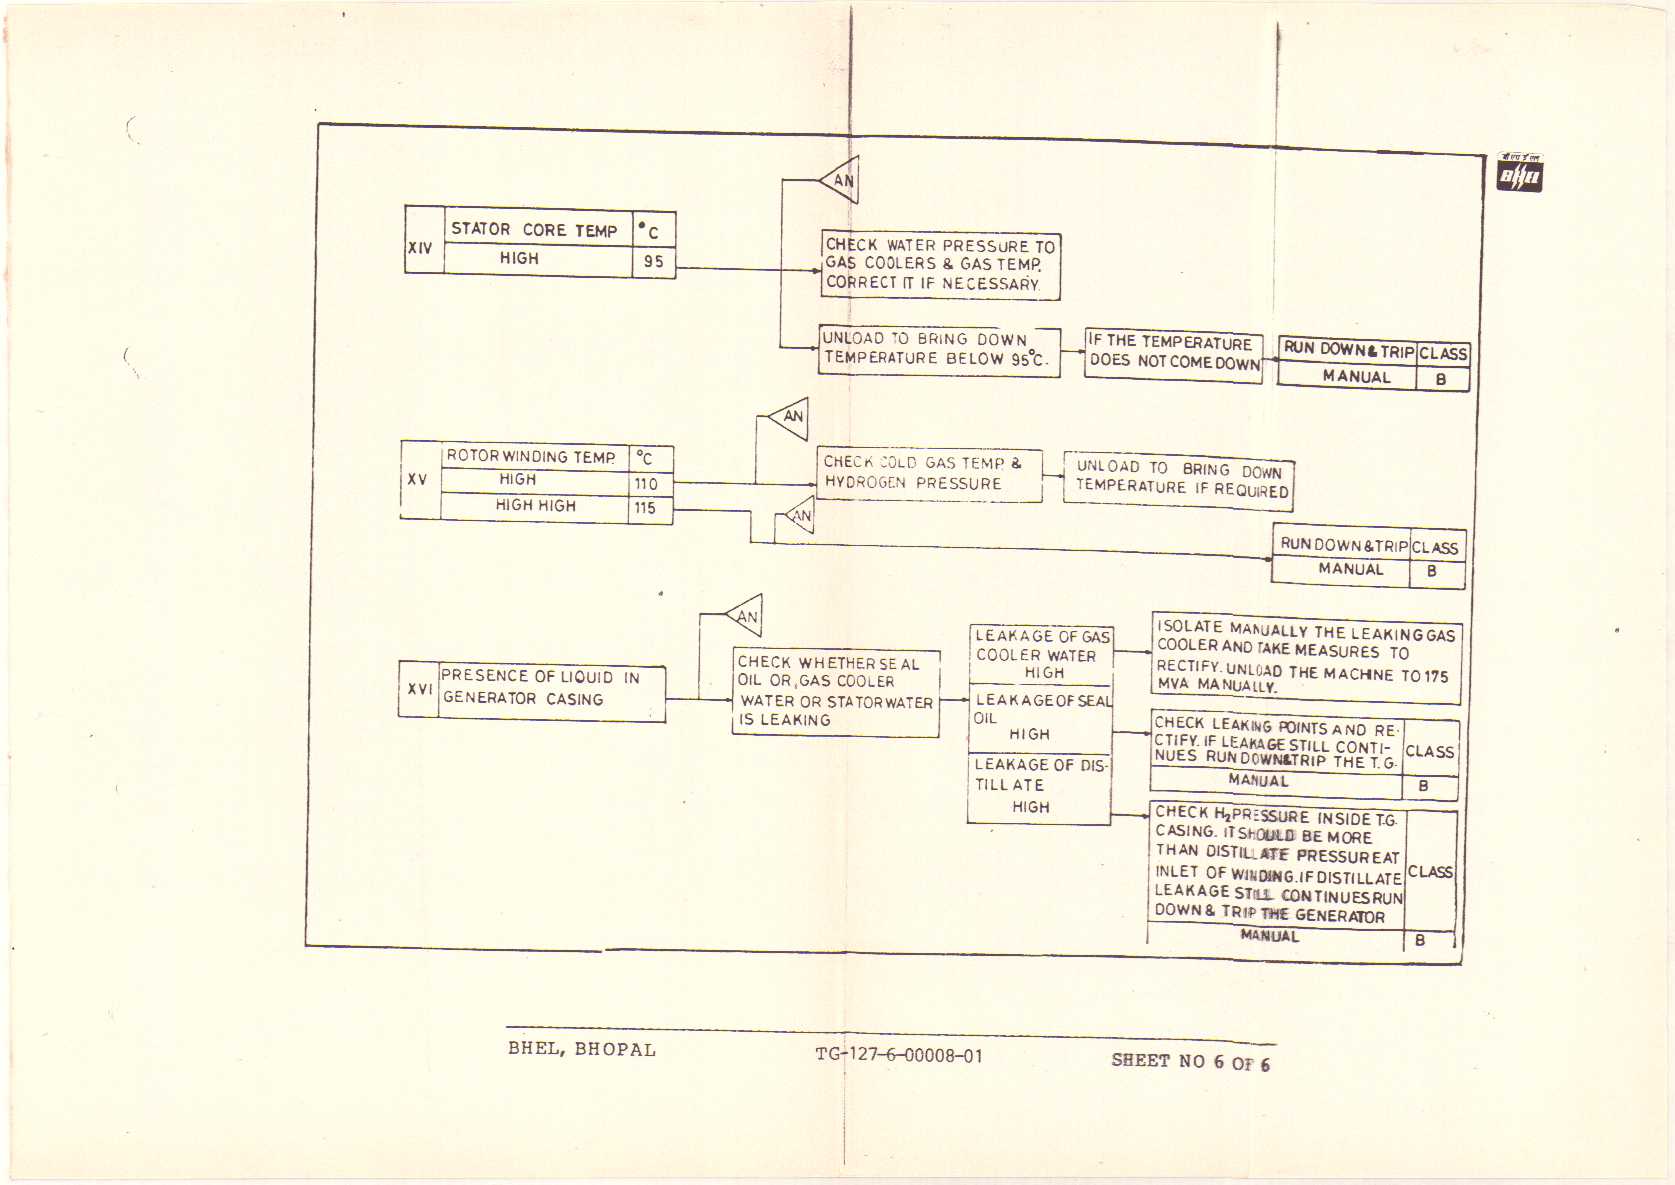 बी एच ई एल
BHEL
AN
XIV
STATOR CORE TEMP °C
HIGH 95
CHECK WATER PRESSURE TO
GAS COOLERS & GAS TEMP.
CORRECT IT IF NECESSARY.
UNLOAD TO BRING DOWN
TEMPERATURE BELOW 95°C.
IF THE TEMPERATURE
DOES NOT COME DOWN
RUN DOWN & TRIP CLASS
MANUAL B
AN
XV
ROTOR WINDING TEMP. °C
HIGH 110
HIGH HIGH 115
CHECK COLD GAS TEMP. &
HYDROGEN PRESSURE
UNLOAD TO BRING DOWN
TEMPERATURE IF REQUIRED
AN
RUN DOWN & TRIP CLASS
MANUAL B
AN
XVI
PRESENCE OF LIQUID IN
GENERATOR CASING
CHECK WHETHER SEAL
OIL OR, GAS COOLER
WATER OR STATOR WATER
IS LEAKING
LEAKAGE OF GAS
COOLER WATER
HIGH
LEAKAGE OF SEAL
OIL
HIGH
LEAKAGE OF DIS-
TILLATE
HIGH
ISOLATE MANUALLY THE LEAKING GAS
COOLER AND TAKE MEASURES TO
RECTIFY. UNLOAD THE MACHINE TO 175
MVA MANUALLY.
CHECK LEAKING POINTS AND RE-
CTIFY. IF LEAKAGE STILL CONTI-
NUES RUN DOWN & TRIP THE T.G.
CLASS
MANUAL B
CHECK H₂ PRESSURE INSIDE T.G.
CASING. IT SHOULD BE MORE
THAN DISTILLATE PRESSURE AT
INLET OF WINDING. IF DISTILLATE
LEAKAGE STILL CONTINUES RUN
DOWN & TRIP THE GENERATOR
CLASS
MANUAL B
BHEL, BHOPAL TG-127-6-00008-01 SHEET NO 6 OF 6